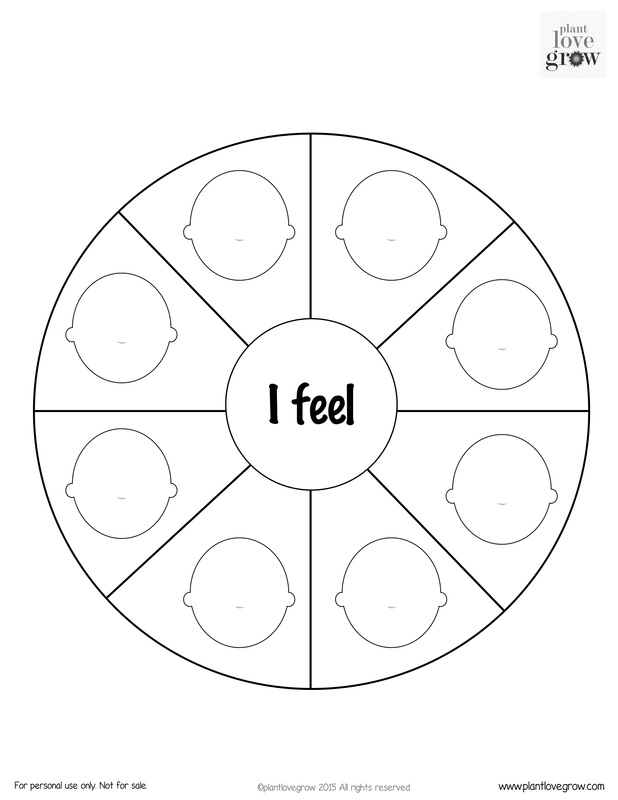 plant
love
grow
I feel
For personal use only. Not for sale.
©plantlovegrow 2015 All rights reserved
www.plantlovegrow.com